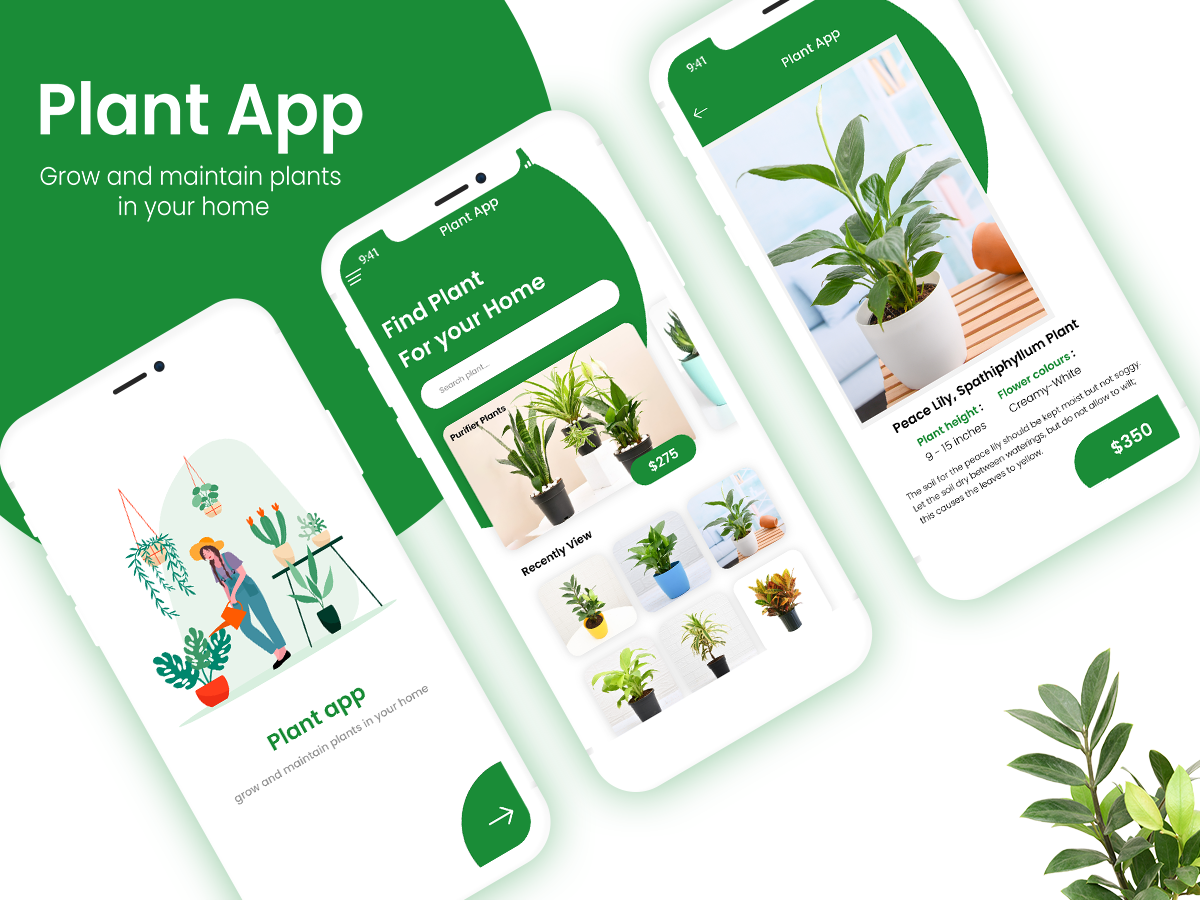 Plant App
Grow and maintain plants
in your home
Plant app
grow and maintain plants in your home
9:41
Plant App
Find Plant
For your Home
Search plant...
Purifier Plants
$275
Recently View
9:41
Plant App
Peace Lily, Spathiphyllum Plant
Plant height :
9 - 15 inches
Flower colours :
Creamy-White
The soil for the peace lily should be kept moist but not soggy.
Let the soil dry between waterings, but do not allow to wilt;
this causes the leaves to yellow.
$350